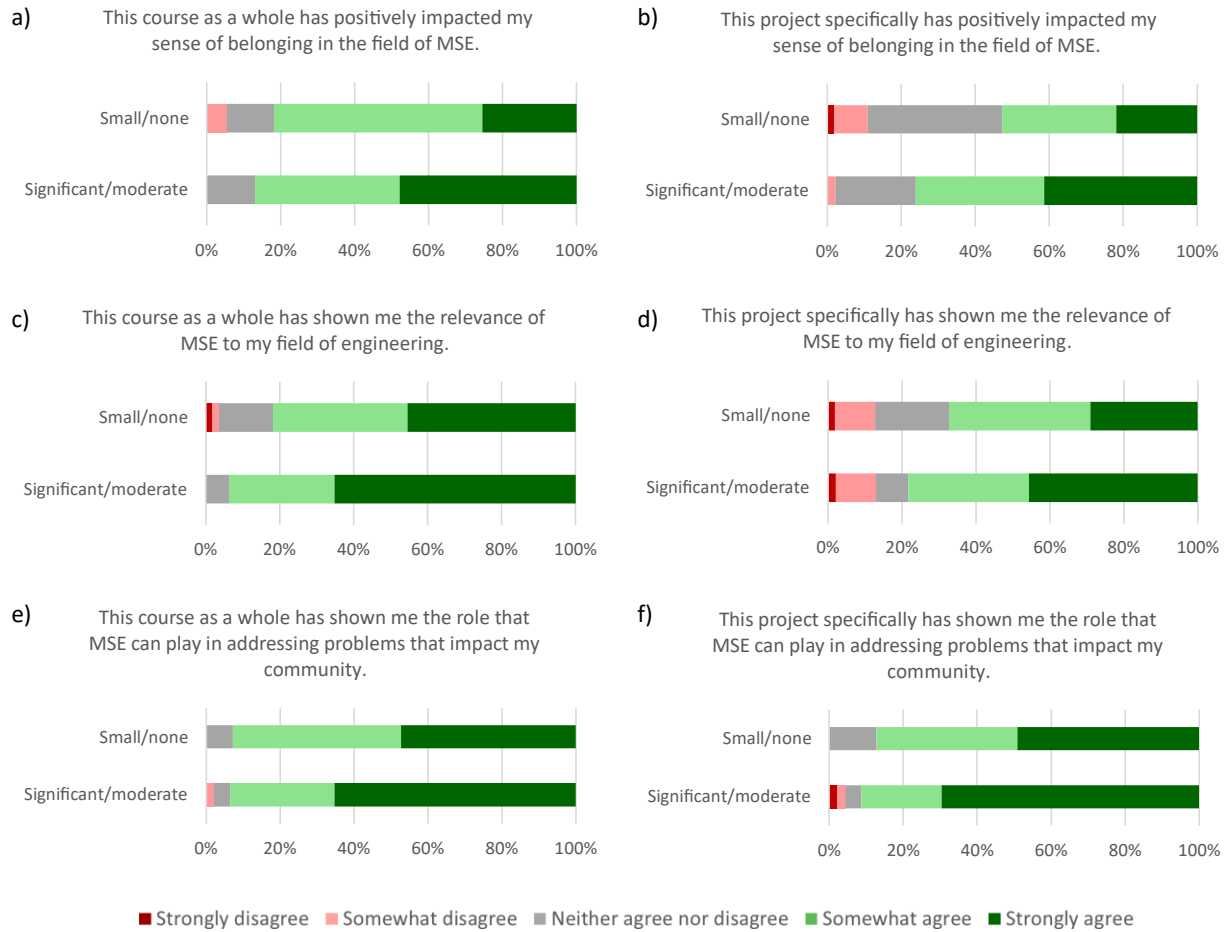 a)
This course as a whole has positively impacted my
sense of belonging in the field of MSE.
Small/none
Significant/moderate
0% 20% 40% 60% 80% 100%
b)
This project specifically has positively impacted my
sense of belonging in the field of MSE.
Small/none
Significant/moderate
0% 20% 40% 60% 80% 100%
c)
This course as a whole has shown me the relevance of
MSE to my field of engineering.
Small/none
Significant/moderate
0% 20% 40% 60% 80% 100%
d)
This project specifically has shown me the relevance of
MSE to my field of engineering.
Small/none
Significant/moderate
0% 20% 40% 60% 80% 100%
e)
This course as a whole has shown me the role that
MSE can play in addressing problems that impact my
community.
Small/none
Significant/moderate
0% 20% 40% 60% 80% 100%
f)
This project specifically has shown me the role that
MSE can play in addressing problems that impact my
community.
Small/none
Significant/moderate
0% 20% 40% 60% 80% 100%
Strongly disagree Somewhat disagree Neither agree nor disagree Somewhat agree Strongly agree